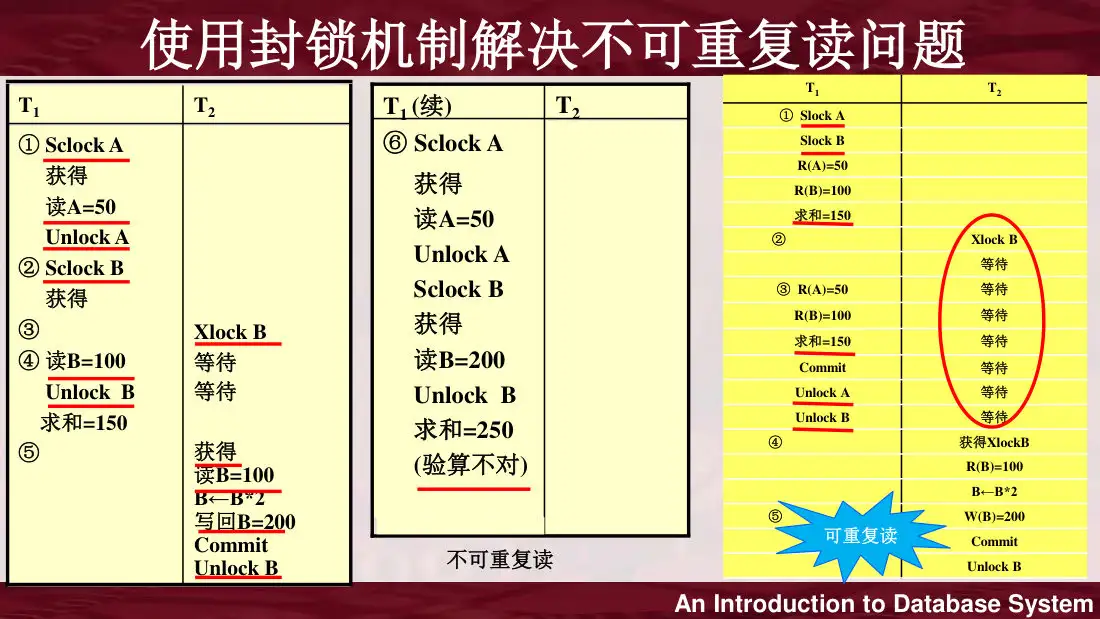 使用封锁机制解决不可重复读问题
T1 T2
① Sclock A
获得
读A=50
Unlock A
② Sclock B
获得
③ Xlock B
④ 读B=100 等待
Unlock B 等待
求和=150
⑤ 获得
读B=100
B←B*2
写回B=200
Commit
Unlock B
T1 (续) T2
⑥ Sclock A
获得
读A=50
Unlock A
Sclock B
获得
读B=200
Unlock B
求和=250
(验算不对)
不可重复读
T1 T2
① Slock A
Slock B
R(A)=50
R(B)=100
求和=150
② Xlock B
等待
③ R(A)=50 等待
R(B)=100 等待
求和=150 等待
Commit 等待
Unlock A 等待
Unlock B 等待
④ 获得XlockB
R(B)=100
B←B*2
⑤ W(B)=200
可重复读 Commit
Unlock B
An Introduction to Database System